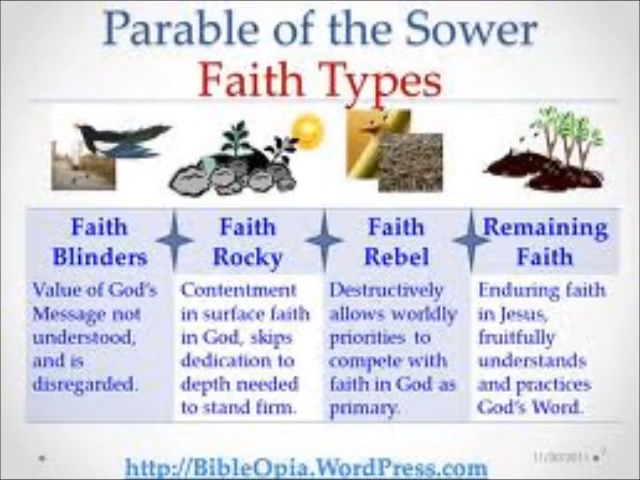 Parable of the Sower
Faith Types
Faith
Blinders
Faith
Rocky
Faith
Rebel
Remaining
Faith
Value of God's
Message not
understood,
and is
disregarded.
Contentment
in surface faith
in God, skips
dedication to
depth needed
to stand firm.
Destructively
allows worldly
priorities to
compete with
faith in God as
primary.
Enduring faith
in Jesus,
fruitfully
understands
and practices
God's Word.
http://BibleOpia.WordPress.com